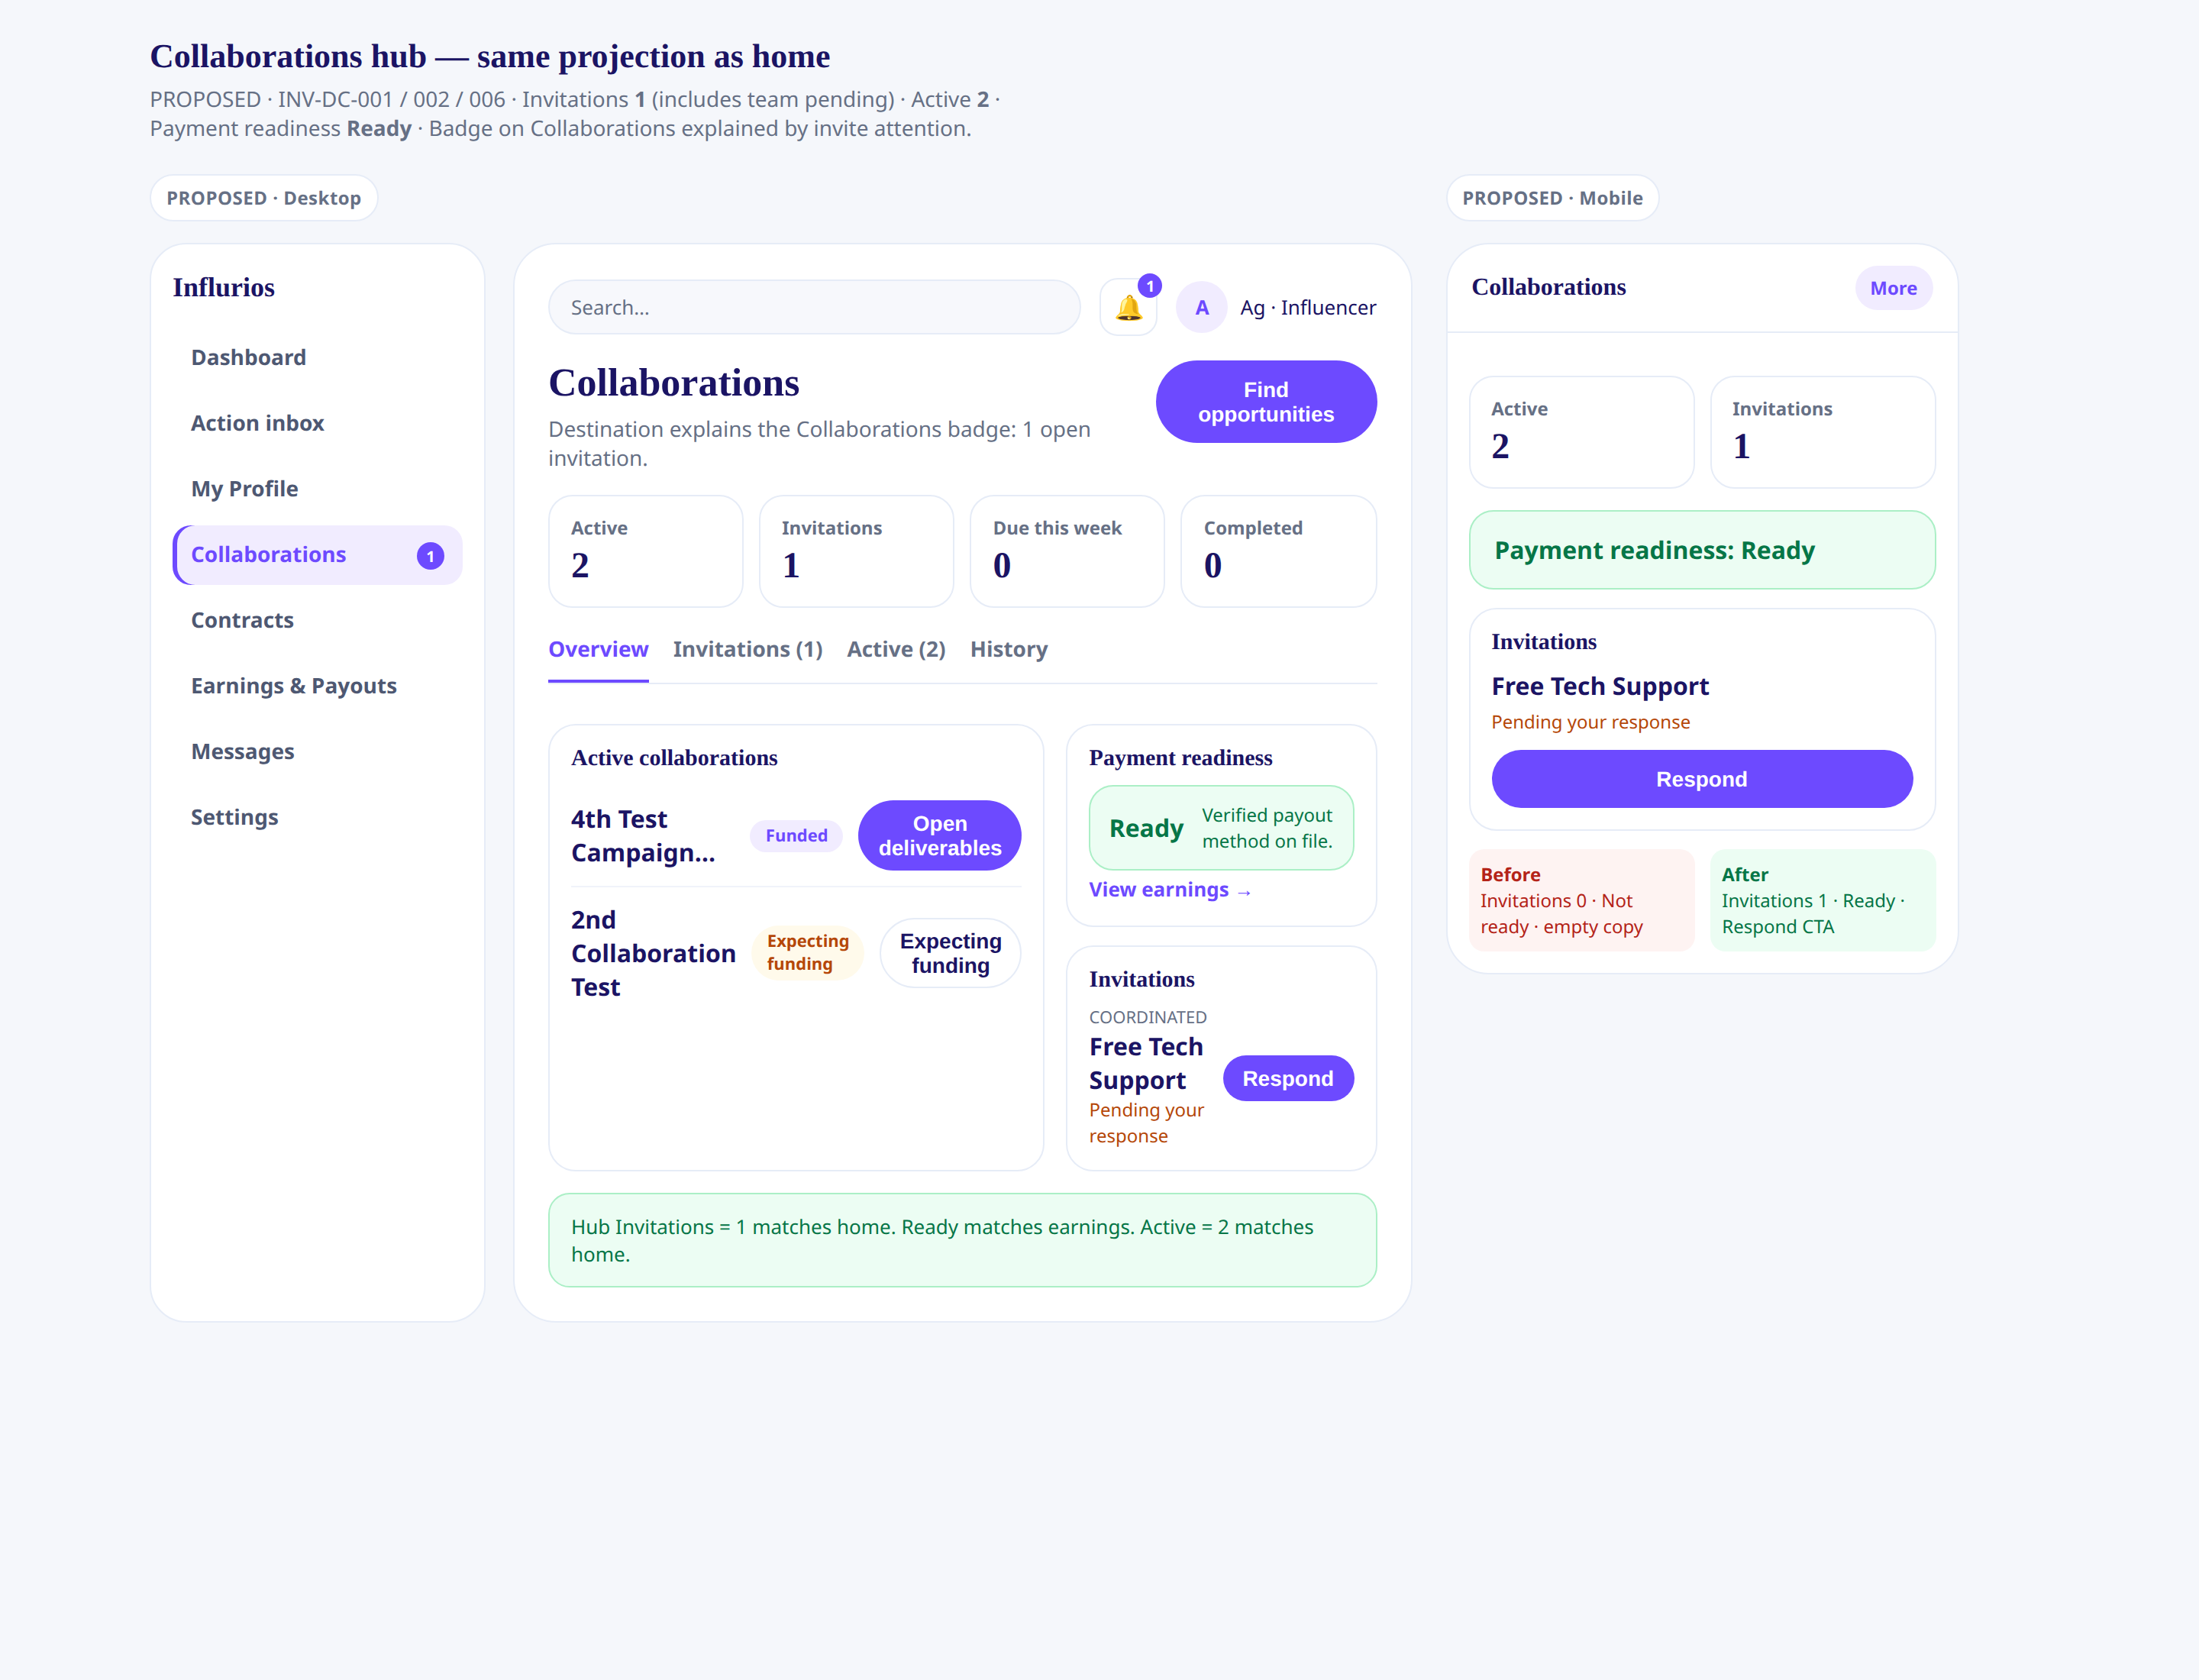 Collaborations hub — same projection as home
PROPOSED · INV-DC-001 / 002 / 006 · Invitations 1 (includes team pending) · Active 2 ·
Payment readiness Ready · Badge on Collaborations explained by invite attention.
PROPOSED · Desktop
Influrios
Dashboard
Action inbox
My Profile
Collaborations 1
Contracts
Earnings & Payouts
Messages
Settings
Search...
1
A
Ag · Influencer
Collaborations
Destination explains the Collaborations badge: 1 open
invitation.
Find
opportunities
Active
2
Invitations
1
Due this week
0
Completed
0
Overview Invitations (1) Active (2) History
Active collaborations
4th Test
Campaign...
Funded
Open
deliverables
2nd
Collaboration
Test
Expecting
funding
Expecting
funding
Payment readiness
Ready
Verified payout
method on file.
View earnings →
Invitations
COORDINATED
Free Tech
Support
Pending your
response
Respond
Hub Invitations = 1 matches home. Ready matches earnings. Active = 2 matches
home.
PROPOSED · Mobile
Collaborations
More
Active
2
Invitations
1
Payment readiness: Ready
Invitations
Free Tech Support
Pending your response
Respond
Before
Invitations 0 · Not
ready · empty copy
After
Invitations 1 · Ready ·
Respond CTA